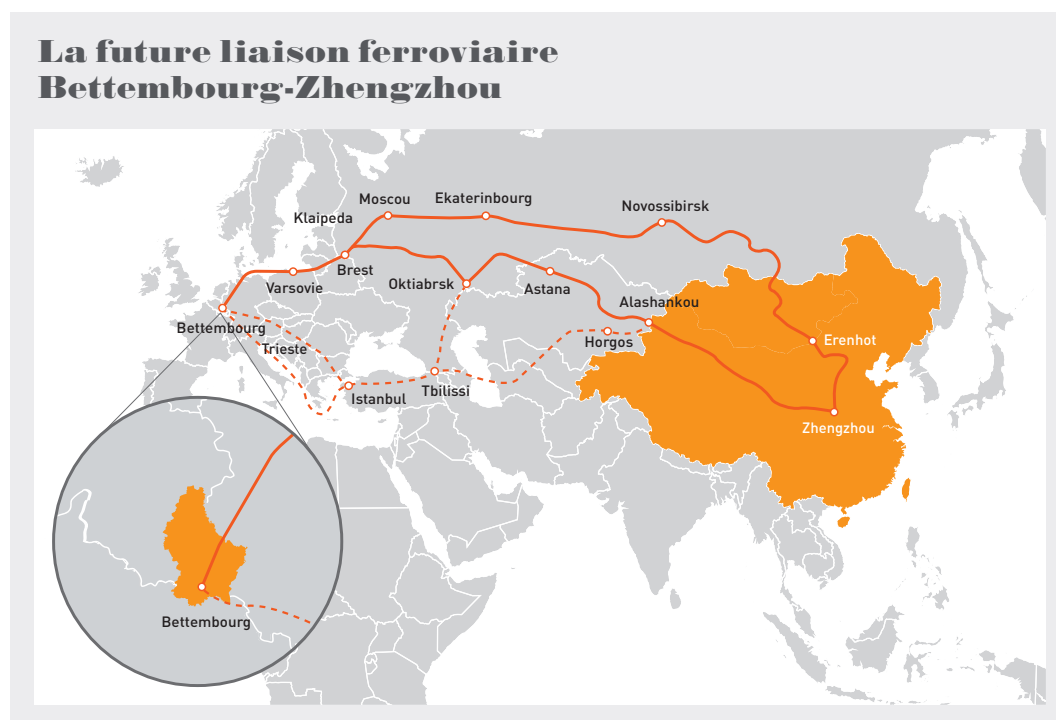 La future liaison ferroviaire
Bettembourg-Zhengzhou
Moscou
Ekaterinbourg
Novossibirsk
Klaipeda
Brest
Varsovie
Oktiabrsk
Astana
Alashankou
Bettembourg
Trieste
Horgos
Erenhot
Istanbul
Tbilissi
Zhengzhou
Bettembourg